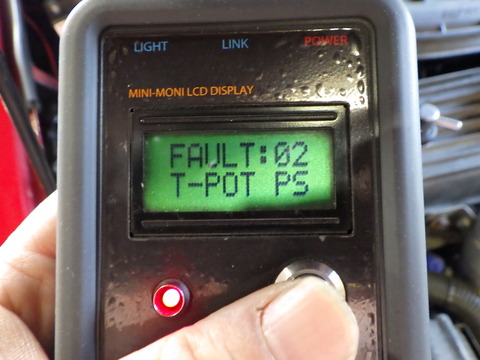 LIGHT LINK POWER
MINI-MONI LCD DISPLAY
FAULT:02
T-POT PS